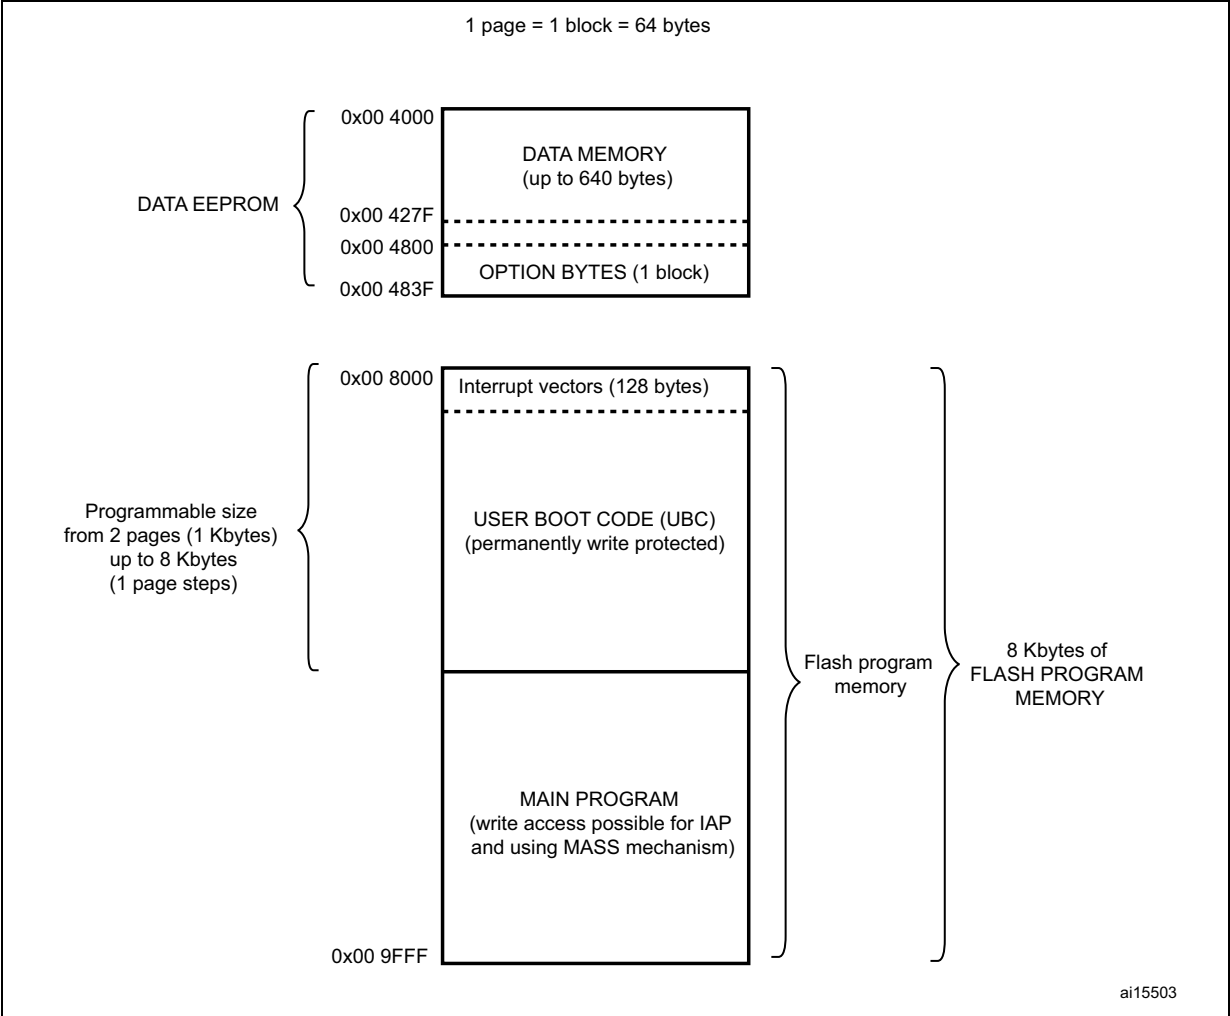 1 page = 1 block = 64 bytes
0x00 4000
DATA MEMORY
(up to 640 bytes)
DATA EEPROM
0x00 427F
0x00 4800
OPTION BYTES (1 block)
0x00 483F
0x00 8000
Interrupt vectors (128 bytes)
Programmable size
from 2 pages (1 Kbytes)
up to 8 Kbytes
(1 page steps)
USER BOOT CODE (UBC)
(permanently write protected)
Flash program
memory
8 Kbytes of
FLASH PROGRAM
MEMORY
MAIN PROGRAM
(write access possible for IAP
and using MASS mechanism)
0x00 9FFF
ai15503